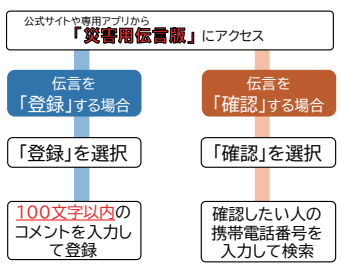 公式サイトや専用アプリから
「災害用伝言版」にアクセス
伝言を
「登録」する場合
「登録」を選択
100文字以内の
コメントを入力し
て登録
伝言を
「確認」する場合
「確認」を選択
確認したい人の
携帯電話番号を
入力して検索